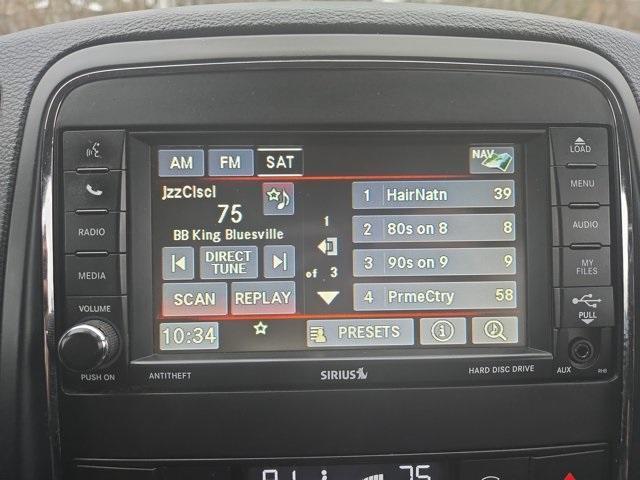 AM FM SAT NAV
JzzClscl
75
BB King Bluesville
DIRECT
TUNE
SCAN REPLAY
1
of 3
1 HairNatn 39
2 80s on 8 8
3 90s on 9 9
4 PrmeCtry 58
10:34 PRESETS
RADIO
MEDIA
VOLUME
PUSH ON
LOAD
MENU
AUDIO
MY
FILES
PULL
AUX
RHB
ANTITHEFT
SIRIUS
HARD DISC DRIVE
75